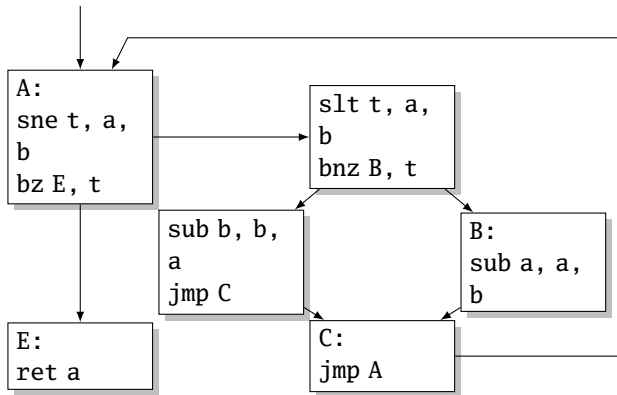 A:
sne t, a,
b
bz E, t
slt t, a,
b
bnz B, t
sub b, b,
a
jmp C
B:
sub a, a,
b
E:
ret a
C:
jmp A